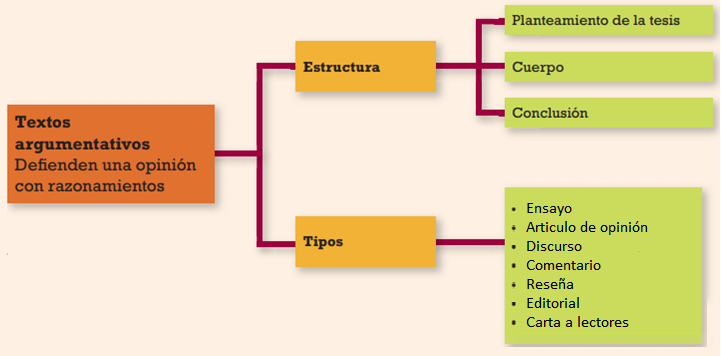 Textos
argumentativos
Defienden una opinión
con razonamientos
Estructura
Planteamiento de la tesis
Cuerpo
Conclusión
Tipos
• Ensayo
• Articulo de opinión
• Discurso
• Comentario
• Reseña
• Editorial
• Carta a lectores